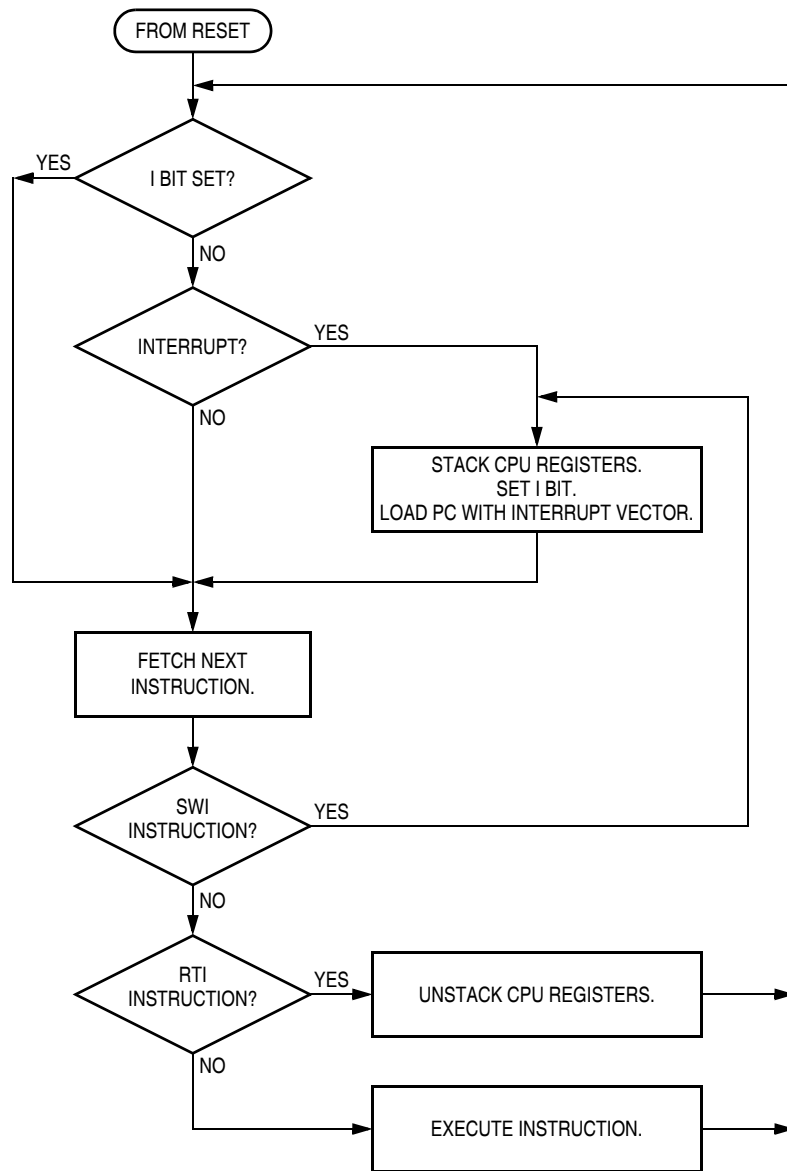 FROM RESET
I BIT SET?
YES
NO
INTERRUPT?
YES
NO
STACK CPU REGISTERS.
SET I BIT.
LOAD PC WITH INTERRUPT VECTOR.
FETCH NEXT
INSTRUCTION.
SWI
INSTRUCTION?
YES
NO
RTI
INSTRUCTION?
YES
UNSTACK CPU REGISTERS.
NO
EXECUTE INSTRUCTION.